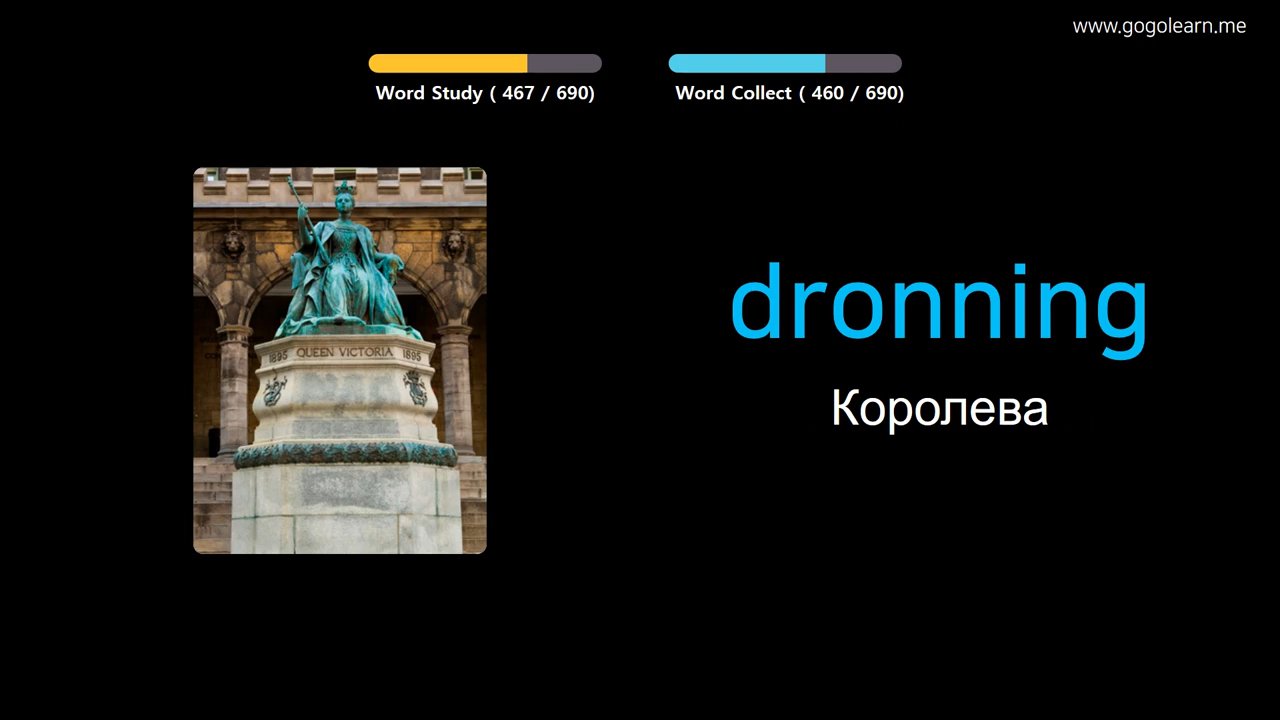 www.gogolearn.me
Word Study ( 467 / 690)
Word Collect ( 460 / 690)
1895 QUEEN VICTORIA 1895
dronning
Королева